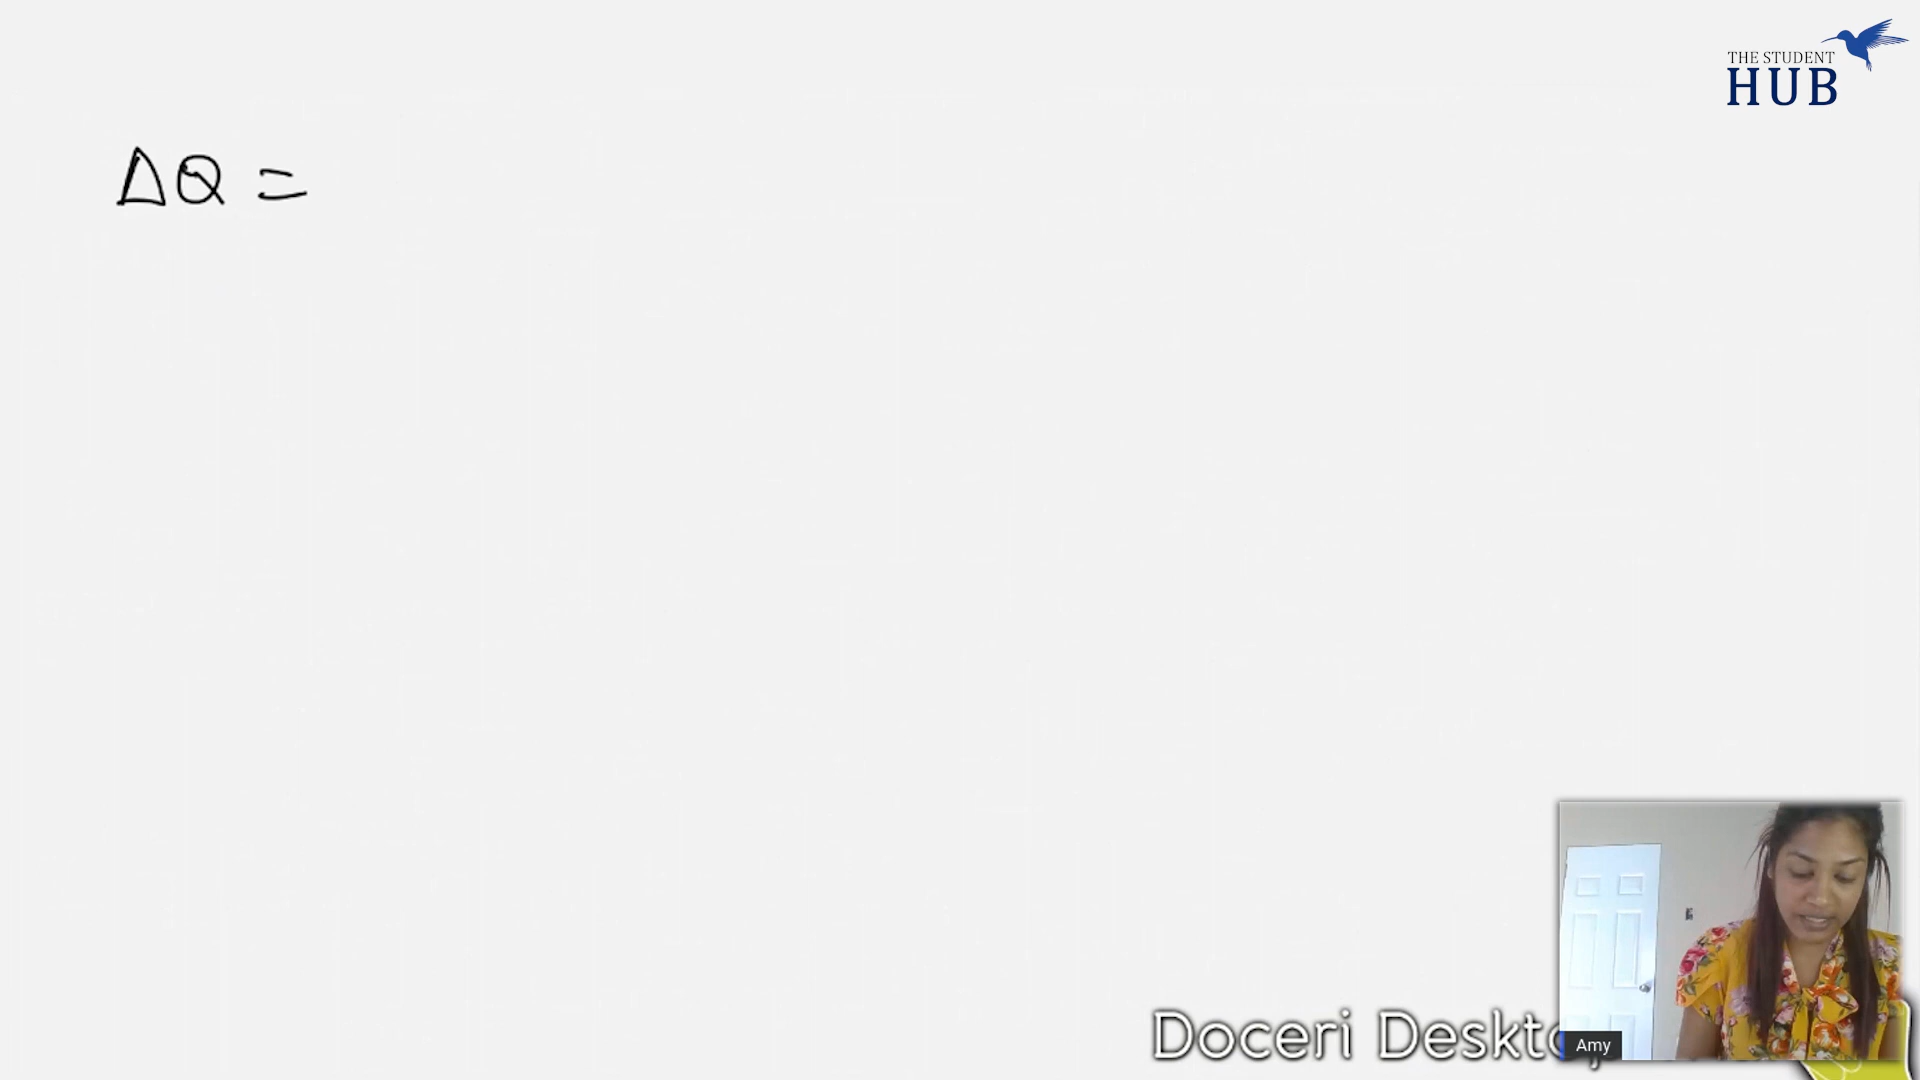 THE STUDENT
HUB
ΔQ =
Doceri Deskto
Amy